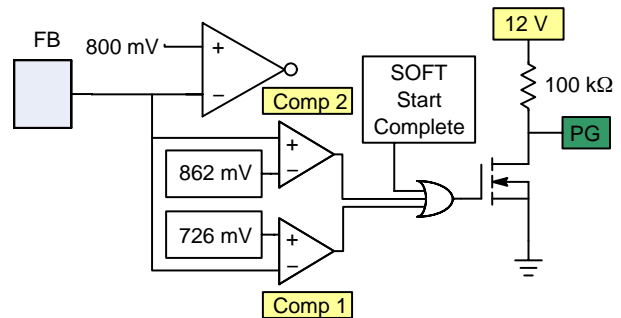 FB
800 mV
+
−
Comp 2
SOFT
Start
Complete
12 V
100 kΩ
PG
+
−
862 mV
726 mV
+
−
Comp 1